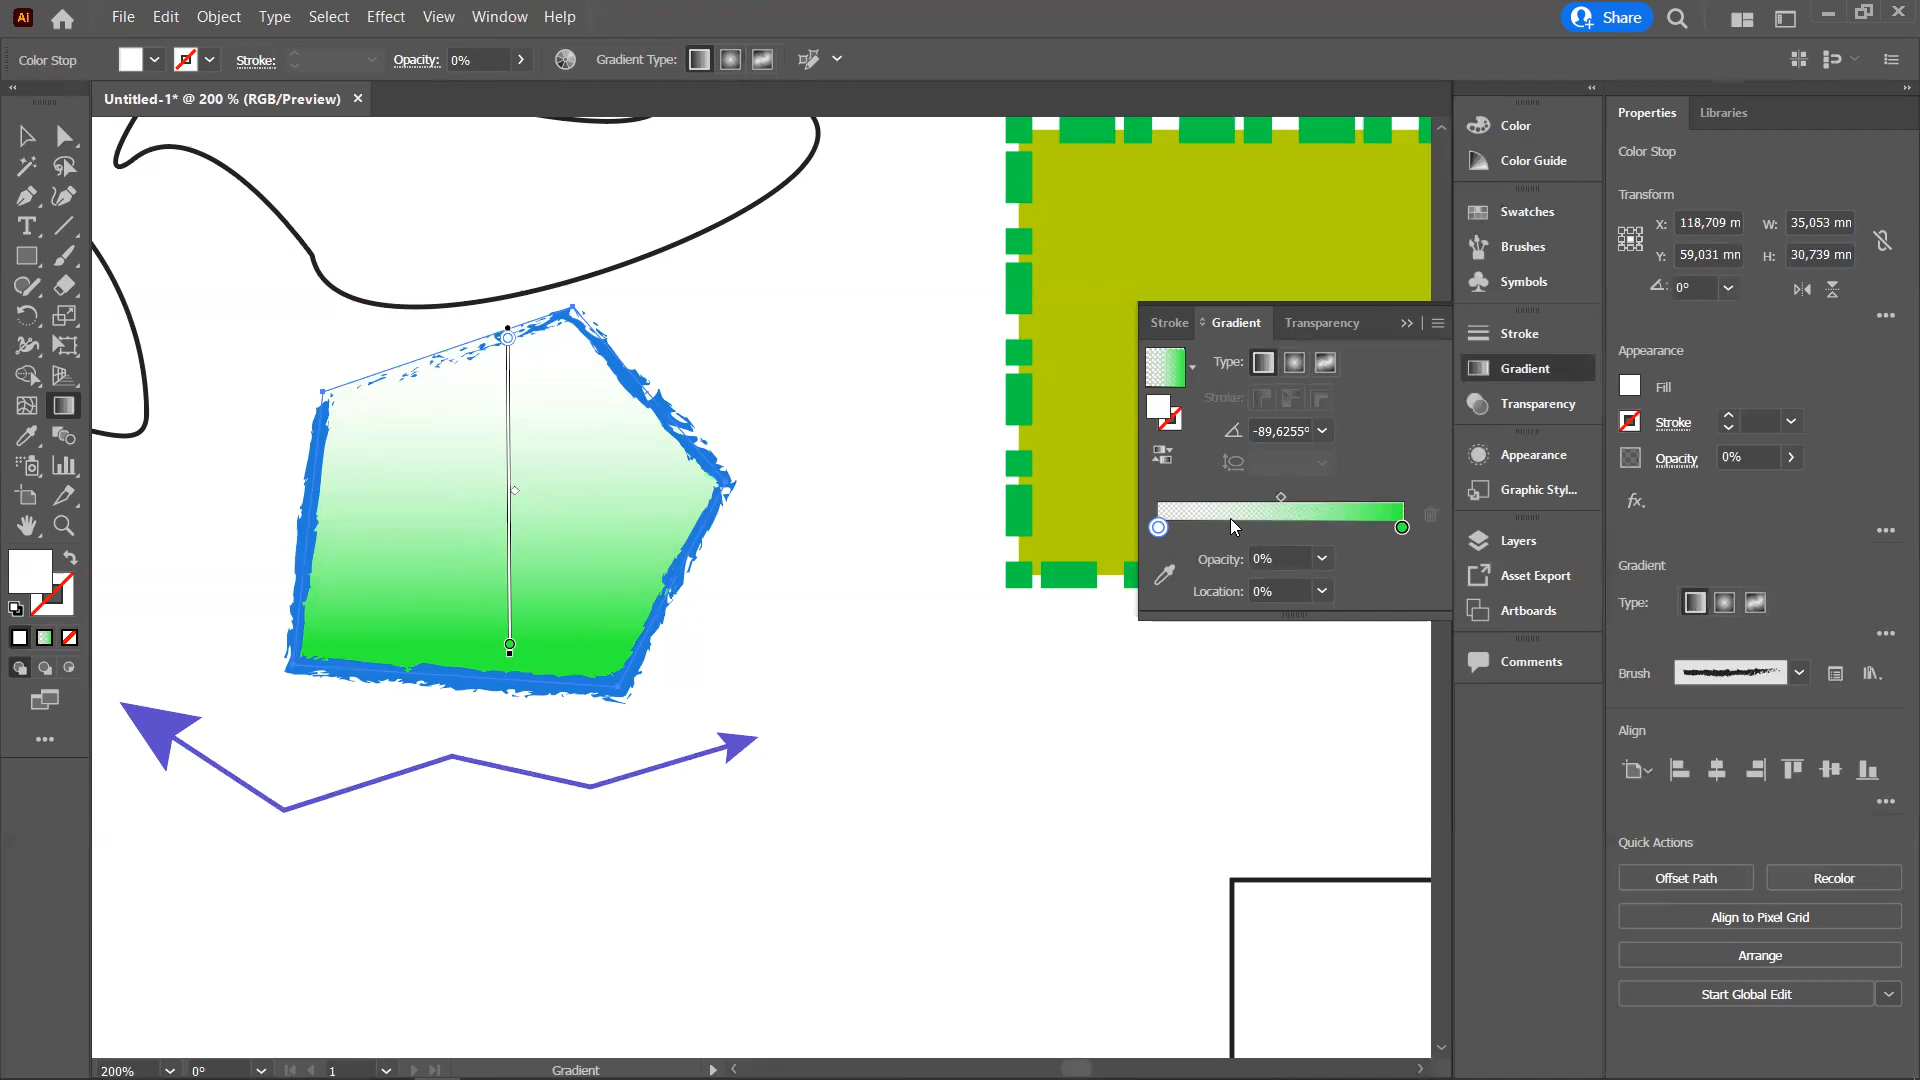 Ai File Edit Object Type Select Effect View Window Help Share
Color Stop Stroke: Opacity: 0% Gradient Type:
Untitled-1* @ 200 % (RGB/Preview) ×
Stroke Gradient Transparency
Type:
Stroke:
-89,6255°
Opacity: 0%
Location: 0%
Color
Color Guide
Swatches
Brushes
Symbols
Stroke
Gradient
Transparency
Appearance
Graphic Styl...
Layers
Asset Export
Artboards
Comments
Properties Libraries
Color Stop
Transform
X: 118,709 m W: 35,053 mm
Y: 59,031 mm H: 30,739 mm
0°
Appearance
Fill
Stroke
Opacity 0%
fx.
Gradient
Type:
Brush
Align
Quick Actions
Offset Path Recolor
Align to Pixel Grid
Arrange
Start Global Edit
200% 0° 1 Gradient